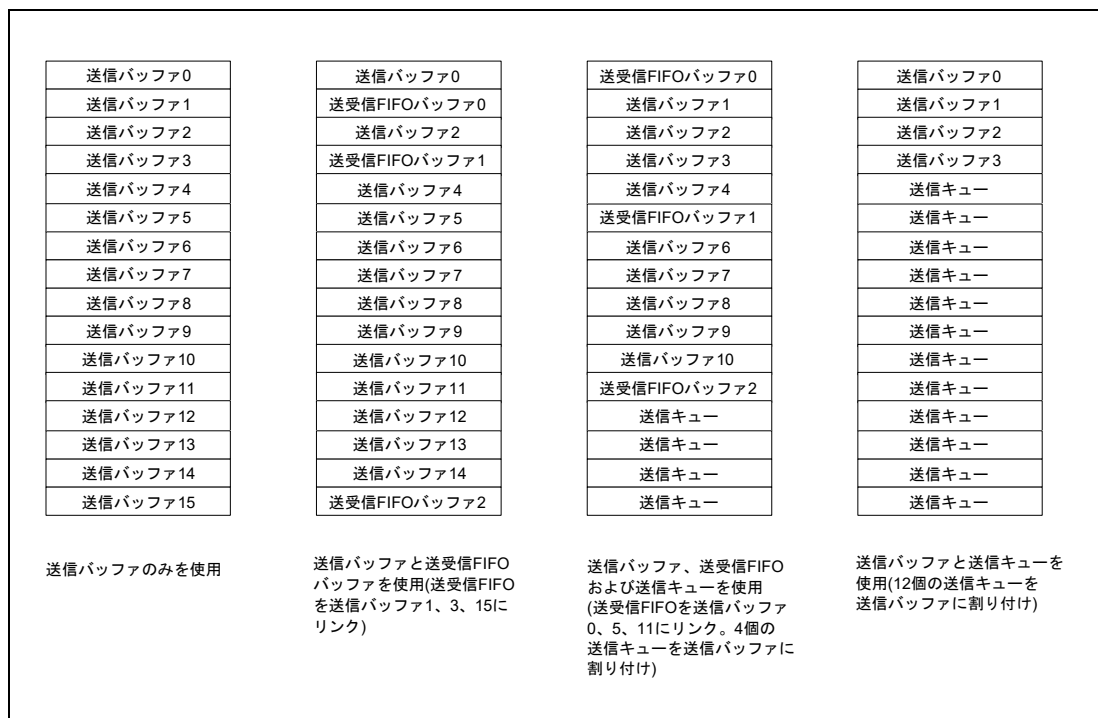 送信バッファ0
送信バッファ1
送信バッファ2
送信バッファ3
送信バッファ4
送信バッファ5
送信バッファ6
送信バッファ7
送信バッファ8
送信バッファ9
送信バッファ10
送信バッファ11
送信バッファ12
送信バッファ13
送信バッファ14
送信バッファ15
送信バッファのみを使用
送信バッファ0
送受信FIFOバッファ0
送信バッファ2
送受信FIFOバッファ1
送信バッファ4
送信バッファ5
送信バッファ6
送信バッファ7
送信バッファ8
送信バッファ9
送信バッファ10
送信バッファ11
送信バッファ12
送信バッファ13
送信バッファ14
送受信FIFOバッファ2
送信バッファと送受信FIFO
バッファを使用(送受信FIFO
を送信バッファ1、3、15に
リンク)
送受信FIFOバッファ0
送信バッファ1
送信バッファ2
送信バッファ3
送信バッファ4
送受信FIFOバッファ1
送信バッファ6
送信バッファ7
送信バッファ8
送信バッファ9
送信バッファ10
送受信FIFOバッファ2
送信キュー
送信キュー
送信キュー
送信キュー
送信バッファ、送受信FIFO
および送信キューを使用
(送受信FIFOを送信バッファ
0、5、11にリンク。4個の
送信キューを送信バッファに
割り付け)
送信バッファ0
送信バッファ1
送信バッファ2
送信バッファ3
送信キュー
送信キュー
送信キュー
送信キュー
送信キュー
送信キュー
送信キュー
送信キュー
送信キュー
送信キュー
送信キュー
送信キュー
送信バッファと送信キューを
使用(12個の送信キューを
送信バッファに割り付け)